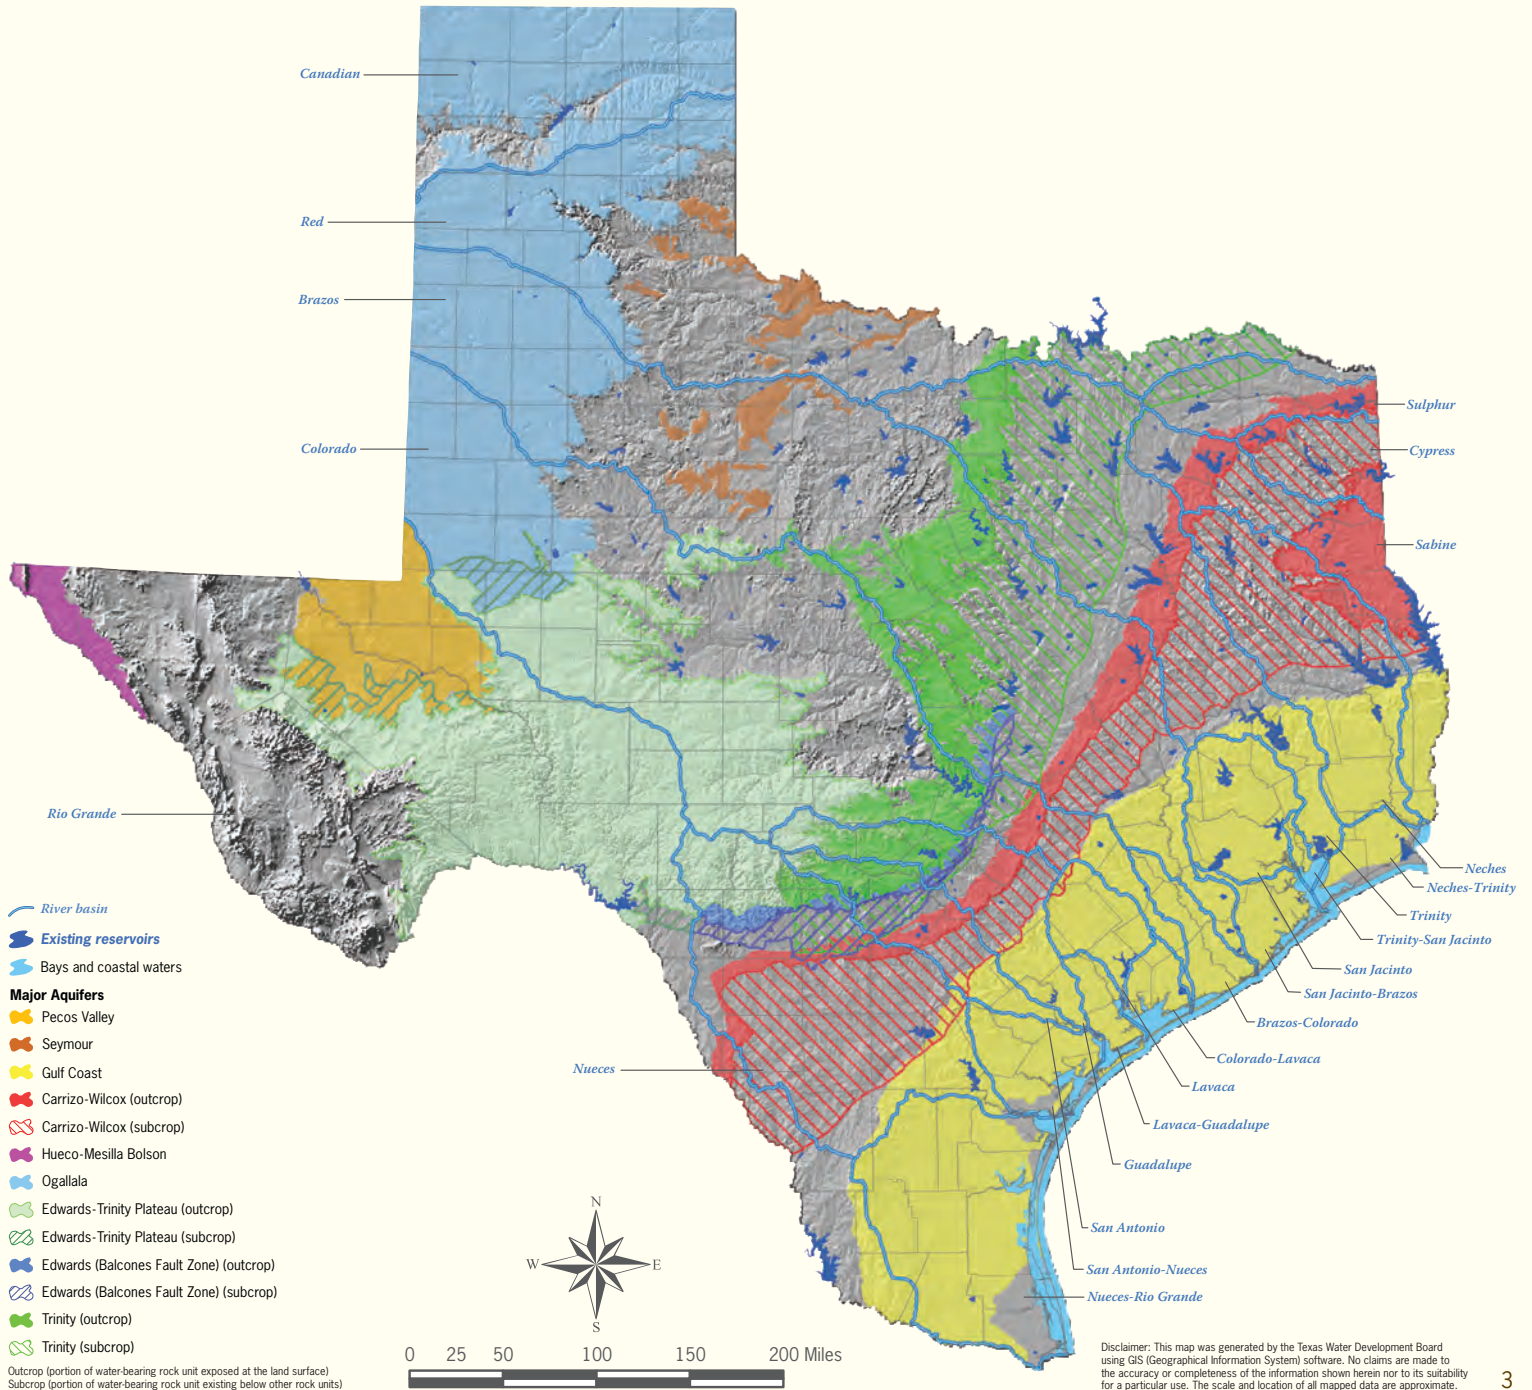 Canadian
Red
Brazos
Colorado
Sulphur
Cypress
Sabine
Rio Grande
Neches
Neches-Trinity
Trinity
Trinity-San Jacinto
San Jacinto
San Jacinto-Brazos
Brazos-Colorado
Colorado-Lavaca
Lavaca
Lavaca-Guadalupe
Guadalupe
San Antonio
San Antonio-Nueces
Nueces-Rio Grande
Nueces
River basin
Existing reservoirs
Bays and coastal waters
Major Aquifers
Pecos Valley
Seymour
Gulf Coast
Carrizo-Wilcox (outcrop)
Carrizo-Wilcox (subcrop)
Hueco-Mesilla Bolson
Ogallala
Edwards-Trinity Plateau (outcrop)
Edwards-Trinity Plateau (subcrop)
Edwards (Balcones Fault Zone) (outcrop)
Edwards (Balcones Fault Zone) (subcrop)
Trinity (outcrop)
Trinity (subcrop)
Outcrop (portion of water-bearing rock unit exposed at the land surface)
Subcrop (portion of water-bearing rock unit existing below other rock units)
N
W E
S
0 25 50 100 150 200 Miles
Disclaimer: This map was generated by the Texas Water Development Board
using GIS (Geographical Information System) software. No claims are made to
the accuracy or completeness of the information shown herein nor to its suitability
for a particular use. The scale and location of all mapped data are approximate.
3